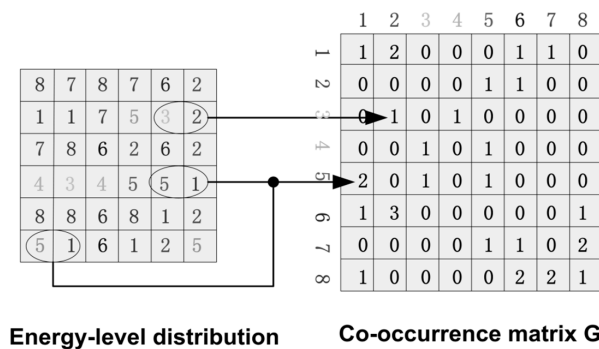 1 2 3 4 5 6 7 8
8 7 8 7 6 2
1 1 7 5 3 2
7 8 6 2 6 2
4 3 4 5 5 1
8 8 6 8 1 2
5 1 6 1 2 5
1 1 2 0 0 0 1 1 0
2 0 0 0 0 1 1 0 0
3 0 1 0 1 0 0 0 0
4 0 0 1 0 1 0 0 0
5 2 0 1 0 1 0 0 0
6 1 3 0 0 0 0 0 1
7 0 0 0 0 1 1 0 2
8 1 0 0 0 0 2 2 1
Energy-level distribution
Co-occurrence matrix G